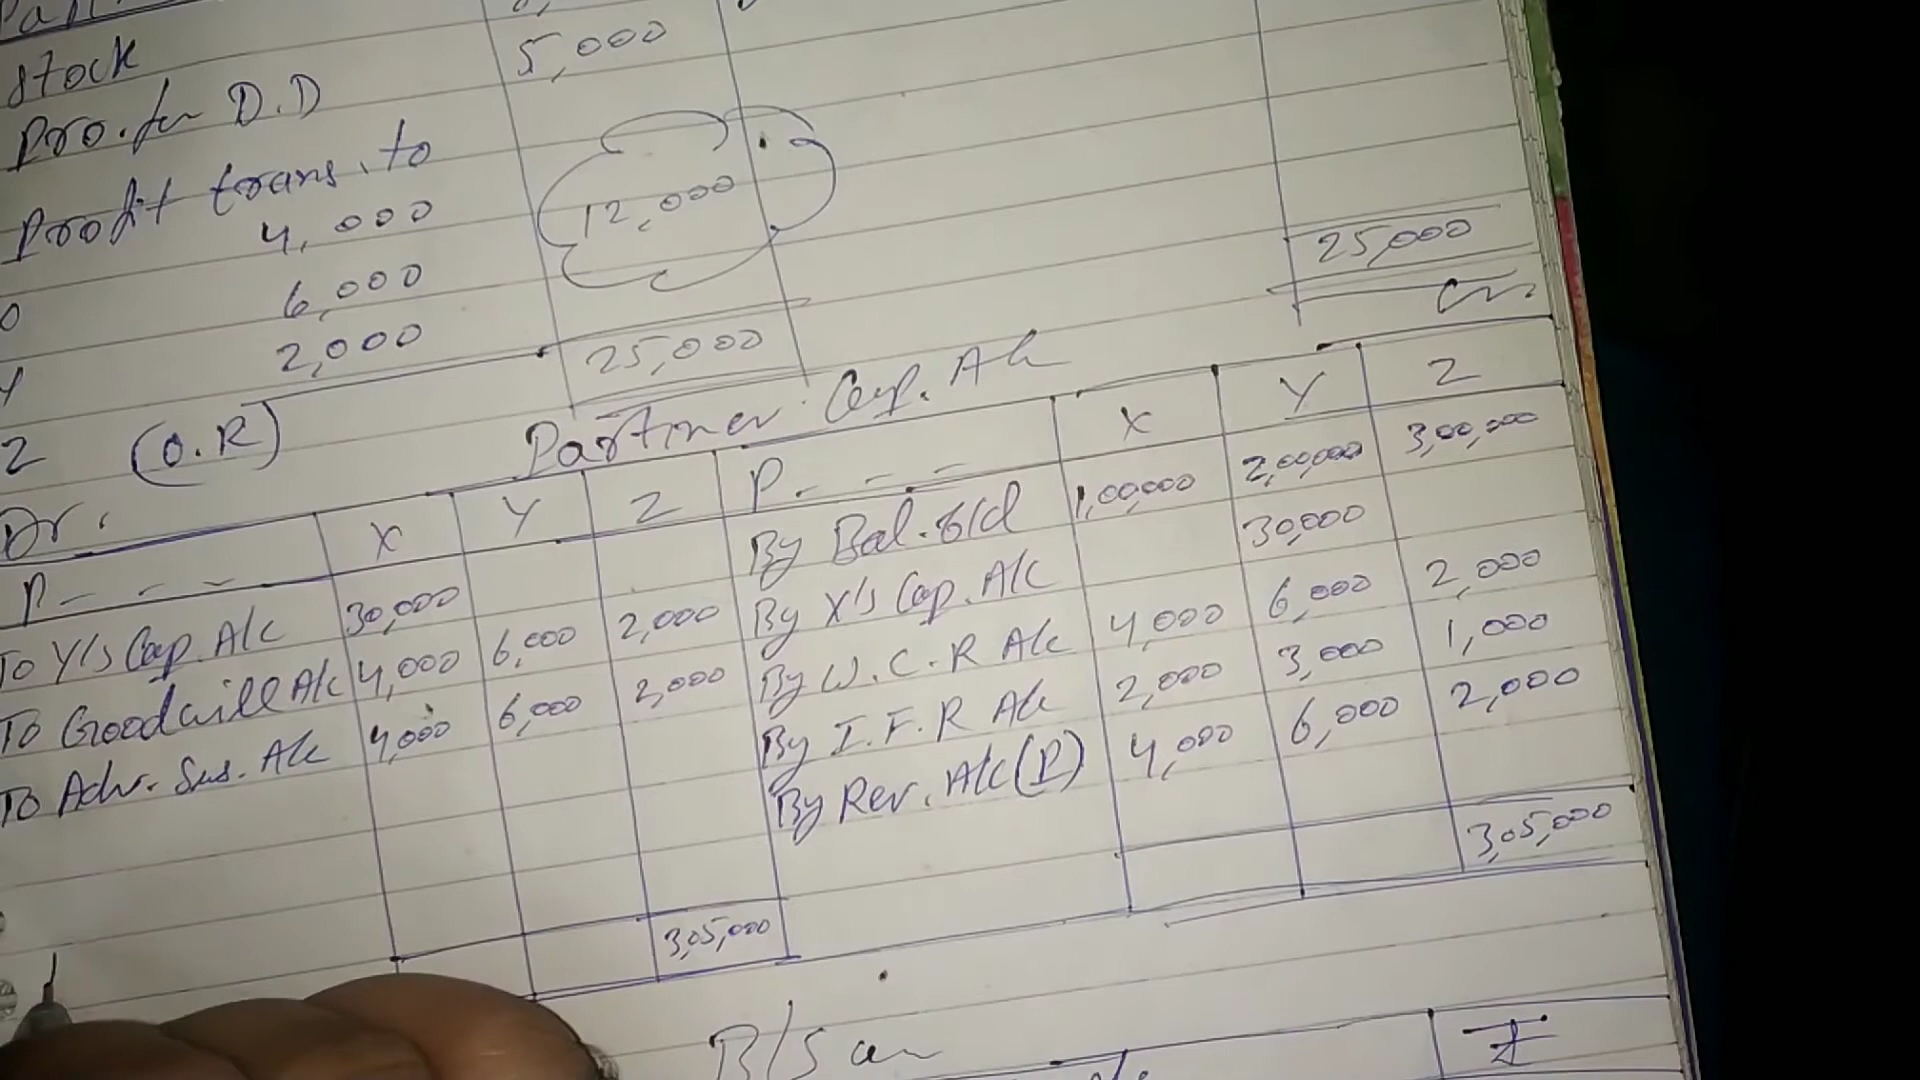 Stock
5,000
Pro. for D.D
Profit trans. to
4,000
12,000
6,000
2,000
25,000
25,000
Z (O.R)
Partner Cap. A/c
Cr.
Dr.
P- - - X Y Z P- - - X Y Z
By Bal. b/d 1,00,000 2,00,000 3,00,000
To Y's Cap. A/c 30,000
By X's Cap. A/c 30,000
To Goodwill A/c 4,000 6,000 2,000
By W.C.R A/c 4,000 6,000 2,000
To Adv. Sus. A/c 4,000 6,000 2,000
By I.F.R A/c 2,000 3,000 1,000
By Rev. A/c (P) 4,000 6,000 2,000
3,05,000
3,05,000
B/S
₹